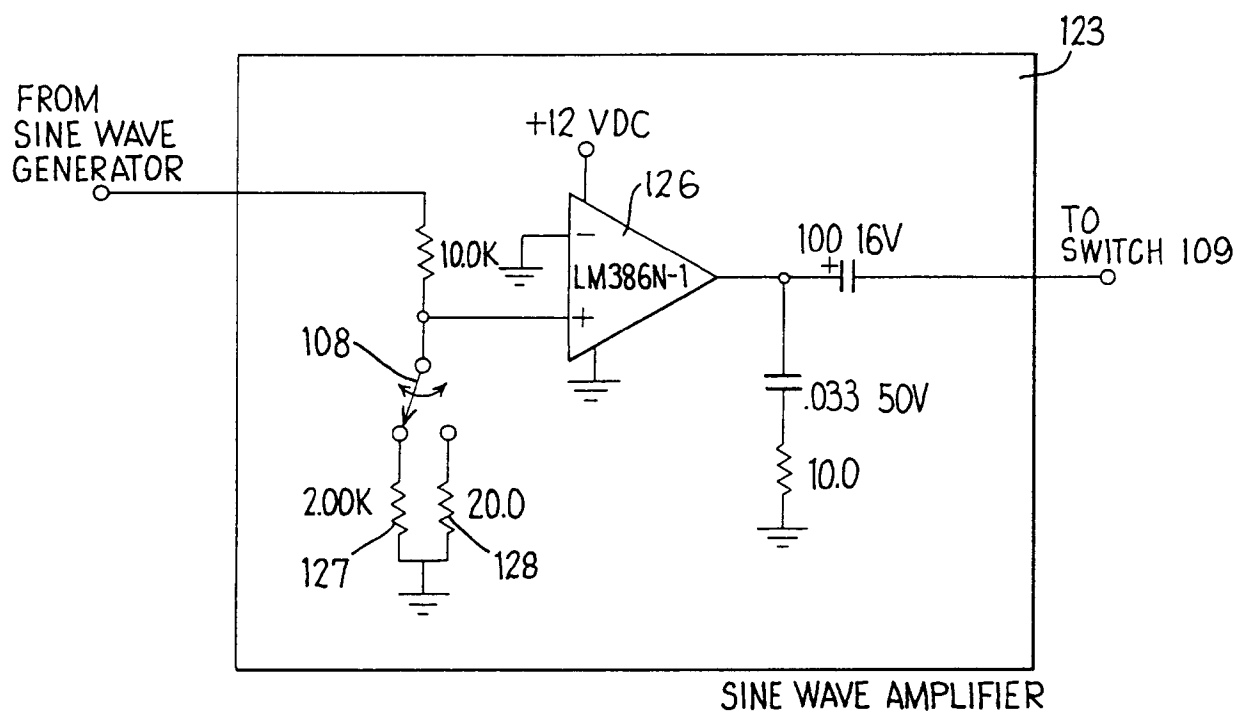 123
FROM
SINE WAVE
GENERATOR
+12 VDC
126
10.0K
−
LM386N-1
+
100 16V
+
TO
SWITCH 109
108
.033 50V
10.0
2.00K
20.0
127
128
SINE WAVE AMPLIFIER